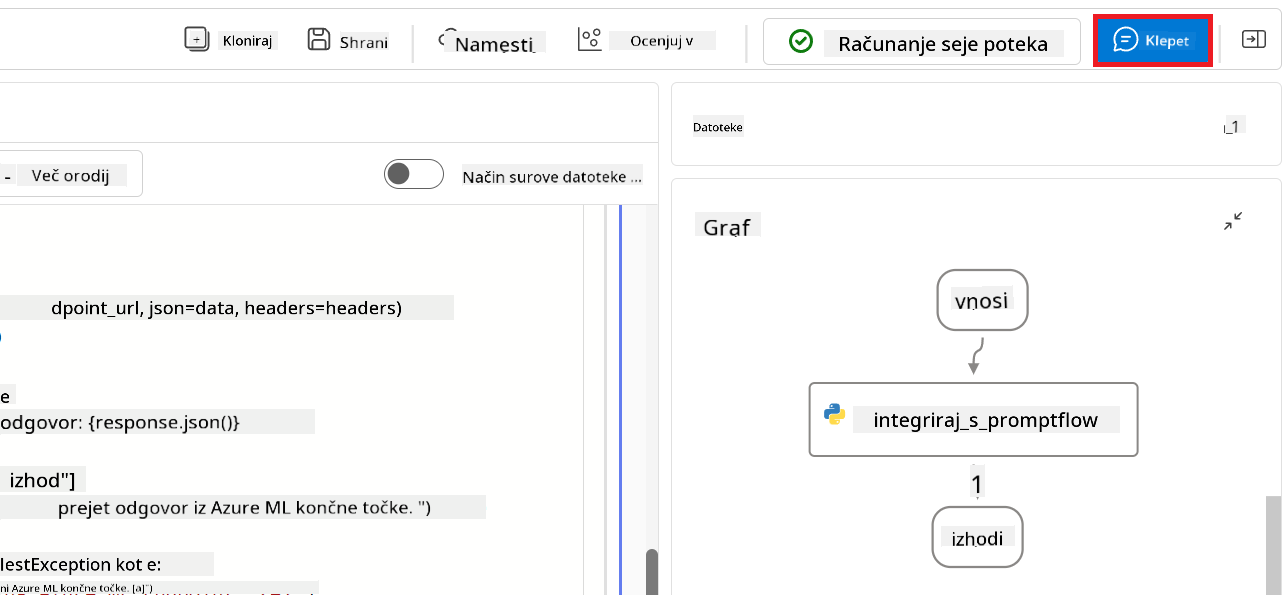 Kloniraj
Shrani
Namesti
Ocenjuj v
Računanje seje poteka
Klepet
Datoteke
- Več orodij
Način surove datoteke ...
Graf
vnosi
integriraj_s_promptflow
1
izhodi
dpoint_url, json=data, headers=headers)
e
odgovor: {response.json()}
izhod"]
prejet odgovor iz Azure ML končne točke. ")
lestException kot e:
ni Azure ML končne točke. [a]")